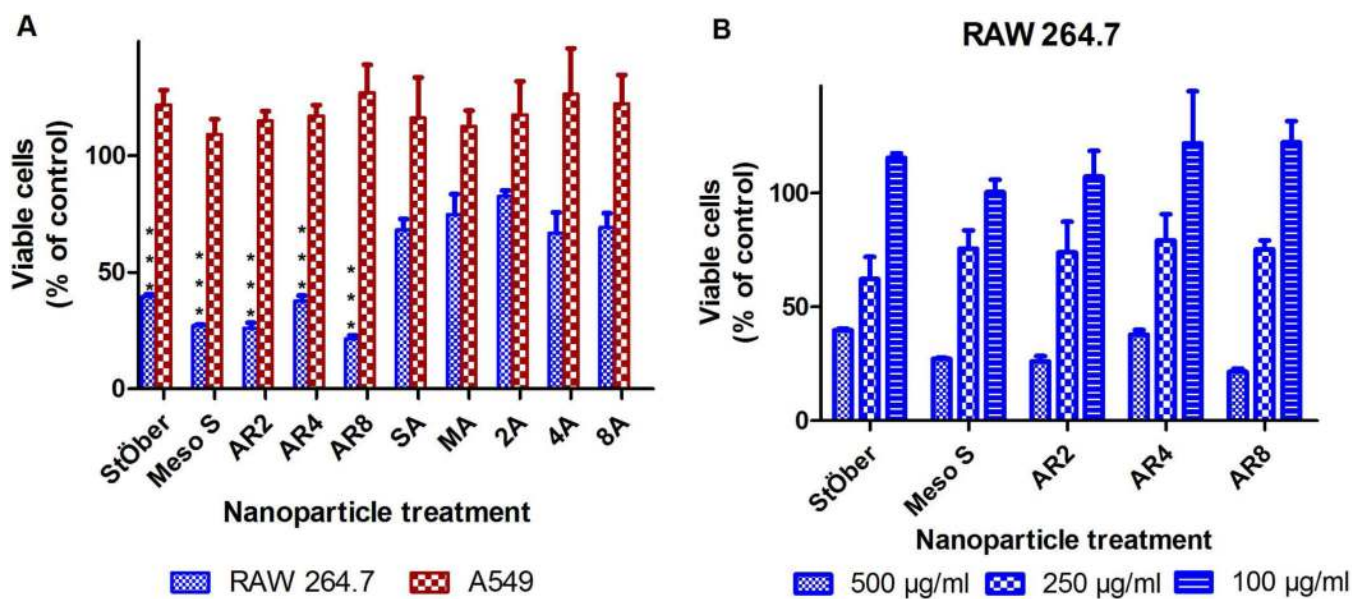 A
Viable cells
(% of control)
100
50
0
* * *
* * *
* * *
* * *
* * *
StÖber
Meso S
AR2
AR4
AR8
SA
MA
2A
4A
8A
Nanoparticle treatment
RAW 264.7
A549
B
RAW 264.7
Viable cells
(% of control)
100
50
0
StÖber
Meso S
AR2
AR4
AR8
Nanoparticle treatment
500 µg/ml
250 µg/ml
100 µg/ml